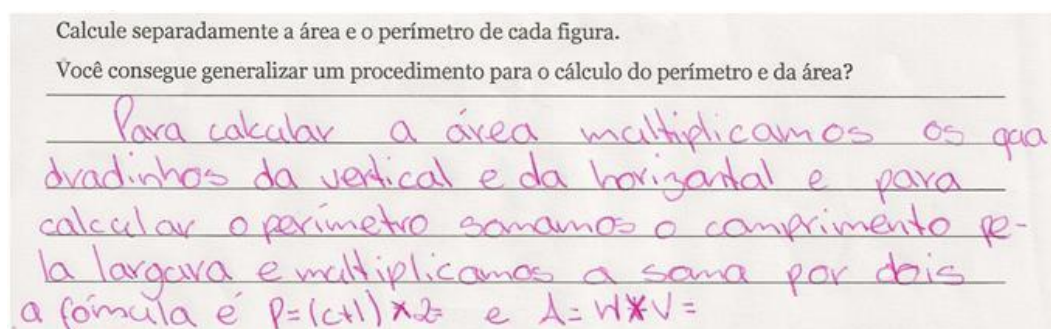 Calcule separadamente a área e o perímetro de cada figura.
Você consegue generalizar um procedimento para o cálculo do perímetro e da área?
Para calcular a área multiplicamos os qua
dradinhos da vertical e da horizontal e para
calcular o perímetro somamos o comprimento pe-
la largura e multiplicamos a soma por dois
a fómula é P=(c+l)*2= e A=H*V=